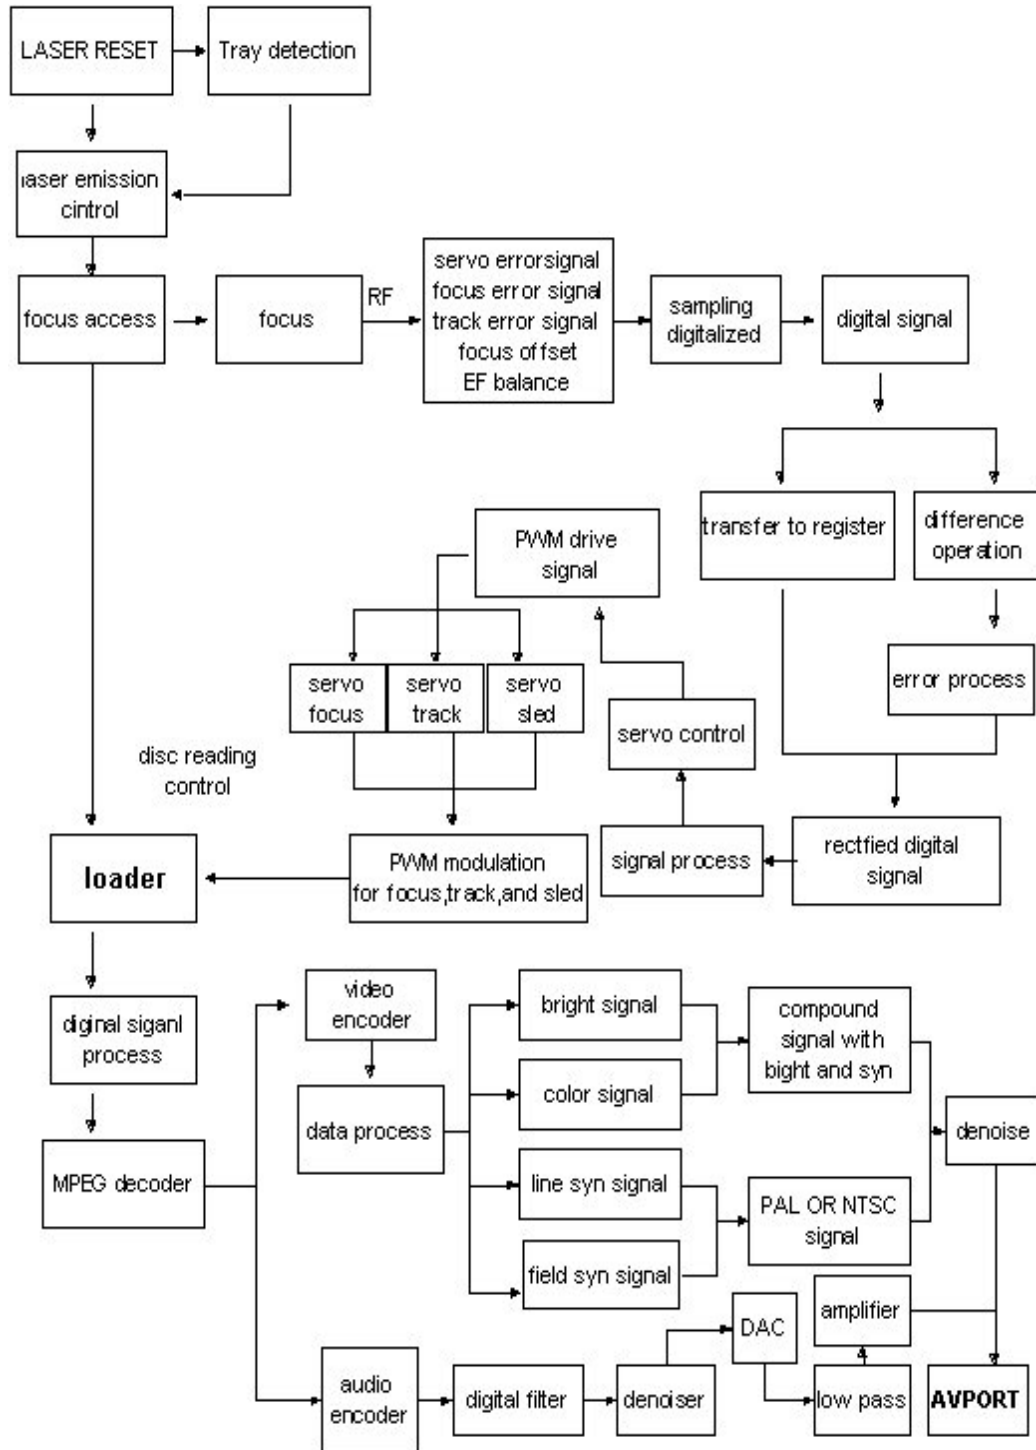 LASER RESET
Tray detection
laser emission
cintrol
focus access
focus
RF
servo errorsignal
focus error signal
track error signal
focus offset
EF balance
sampling
digitalized
digital signal
transfer to register
difference
operation
PWM drive
signal
error process
servo
focus
servo
track
servo
sled
servo control
disc reading
control
loader
PWM modulation
for focus,track,and sled
signal process
rectfied digital
signal
diginal siganl
process
video
encoder
bright signal
compound
signal with
bight and syn
color signal
data process
denoise
MPEG decoder
line syn signal
PAL OR NTSC
signal
field syn signal
amplifier
DAC
audio
encoder
digital filter
denoiser
low pass
AVPORT